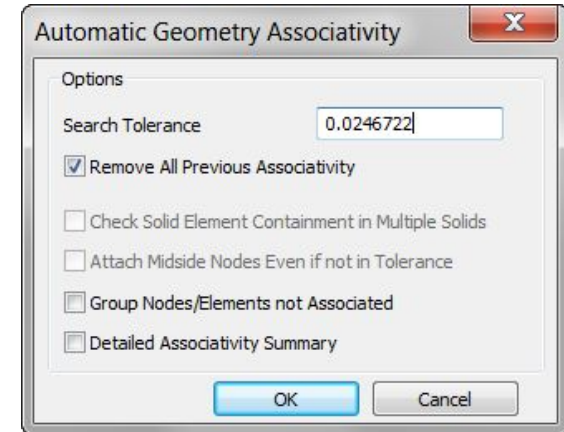 Automatic Geometry Associativity
Options
Search Tolerance 0.0246722
Remove All Previous Associativity
Check Solid Element Containment in Multiple Solids
Attach Midside Nodes Even if not in Tolerance
Group Nodes/Elements not Associated
Detailed Associativity Summary
OK Cancel